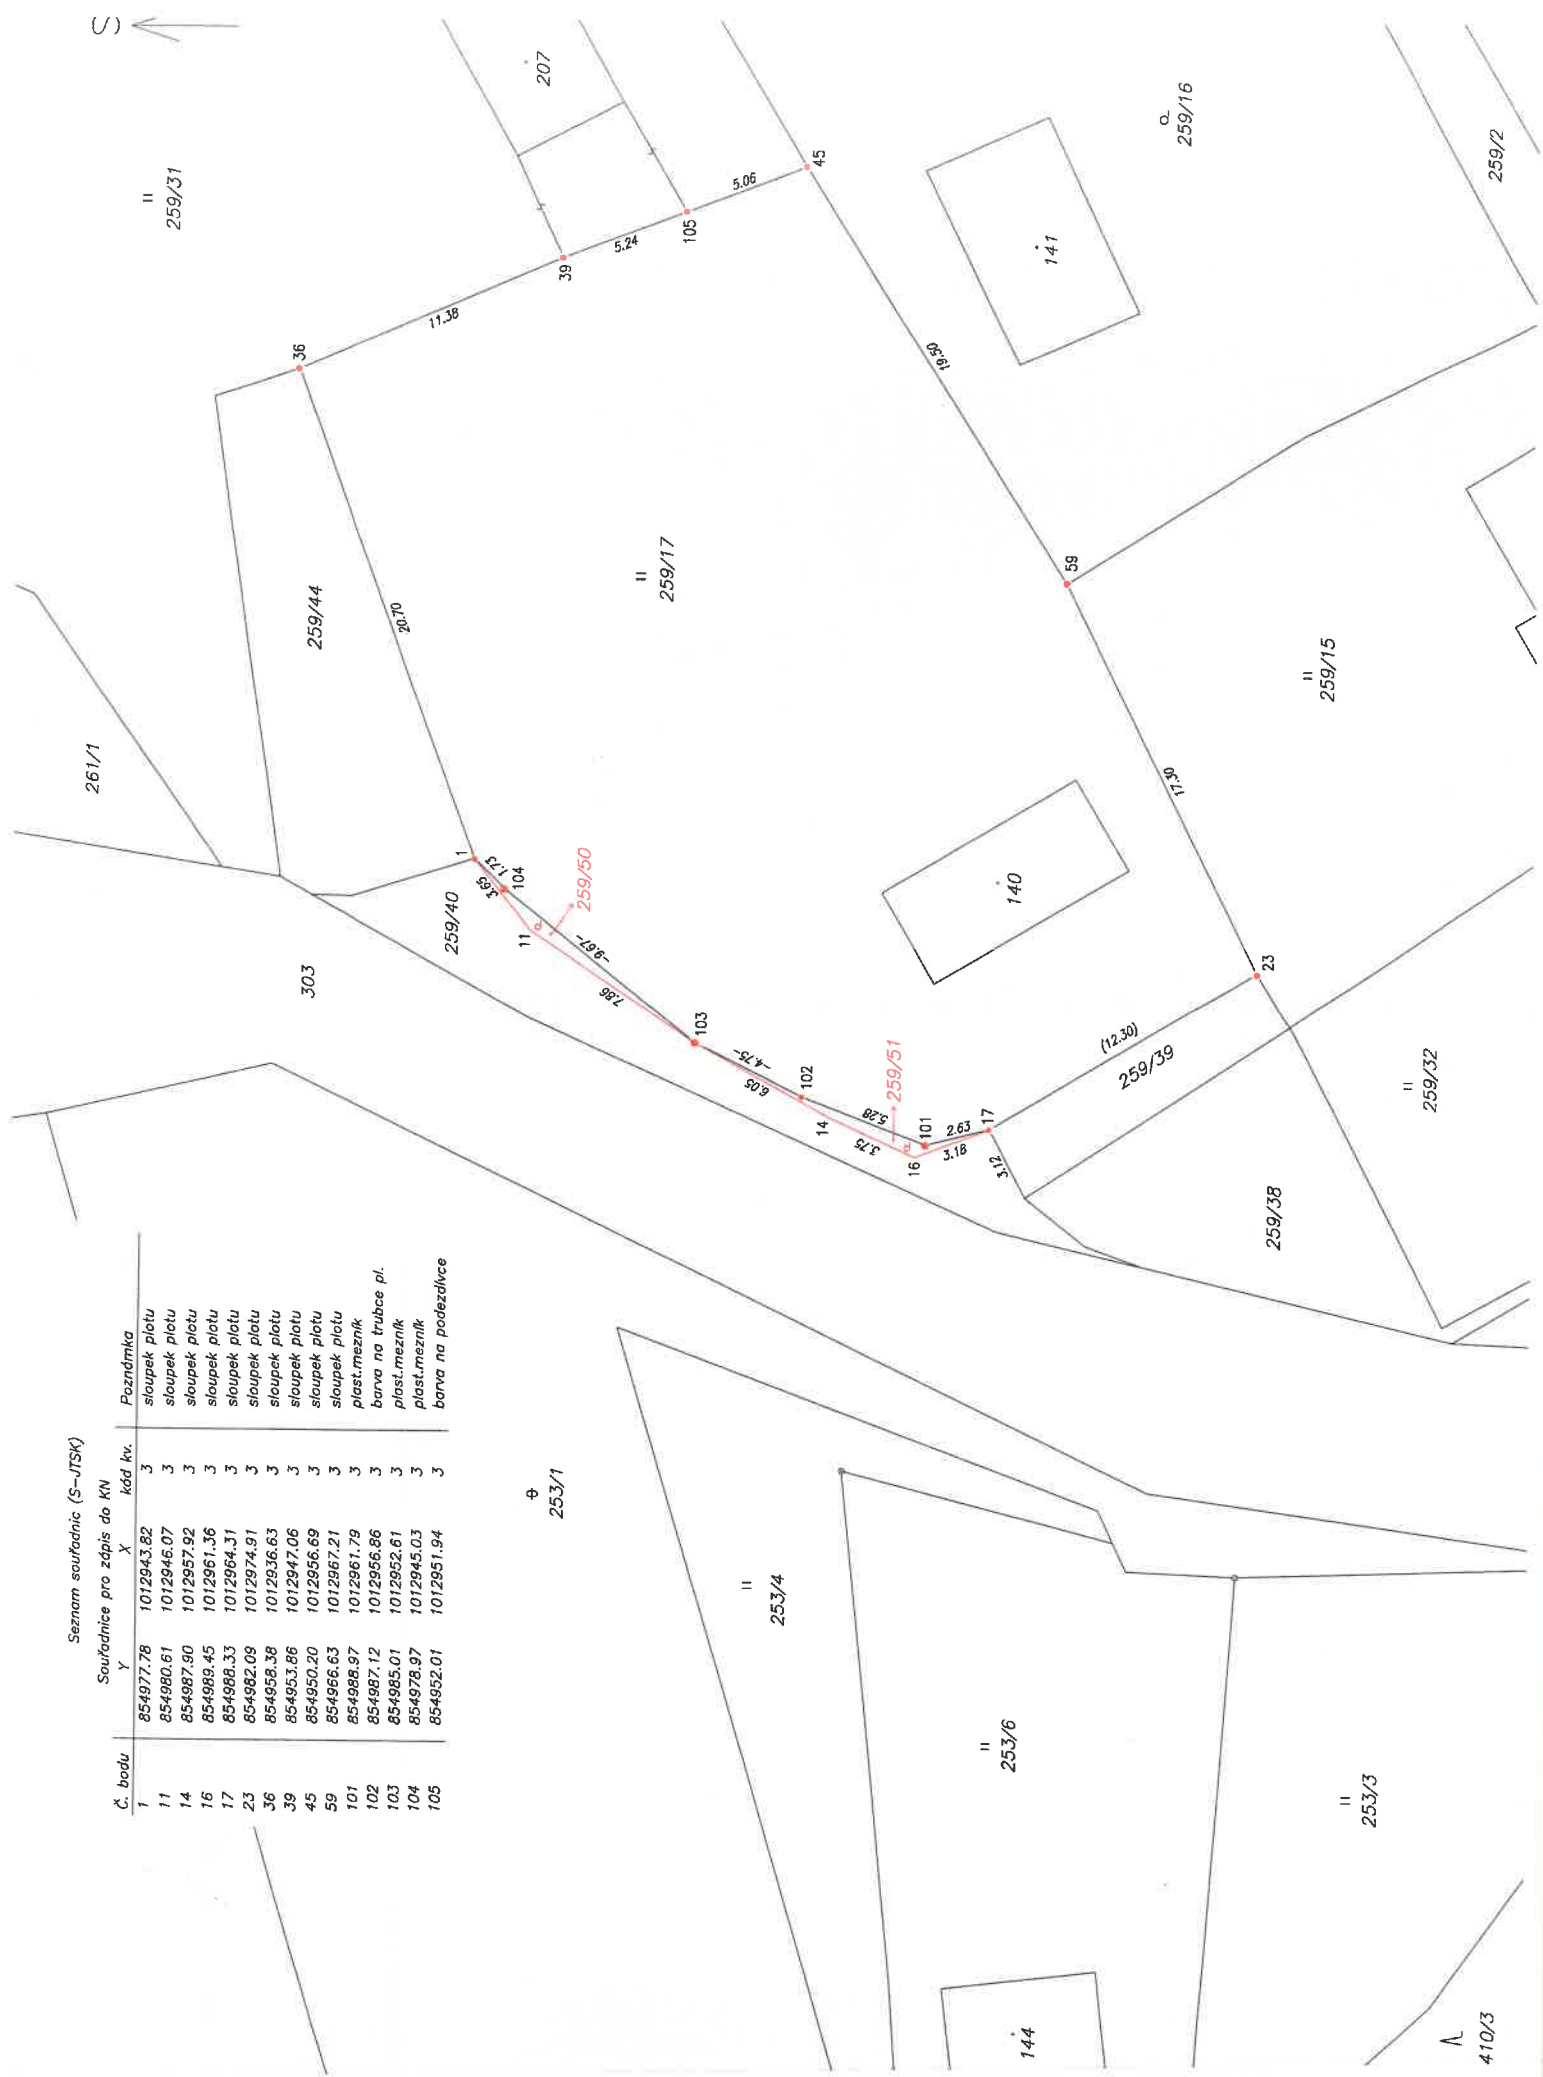 Seznam souřadnic (S-JTSK)
Souřadnice pro zápis do KN
Č. bodu Y X kód kv. Poznámka
1 854977.78 1012943.82 3 sloupek plotu
11 854980.61 1012946.07 3 sloupek plotu
14 854987.90 1012957.92 3 sloupek plotu
16 854989.45 1012961.36 3 sloupek plotu
17 854988.33 1012964.31 3 sloupek plotu
23 854982.09 1012974.91 3 sloupek plotu
36 854958.38 1012936.63 3 sloupek plotu
39 854953.86 1012947.06 3 sloupek plotu
45 854950.20 1012956.69 3 sloupek plotu
59 854966.63 1012967.21 3 sloupek plotu
101 854988.97 1012961.79 3 plast.mezník
102 854987.12 1012956.86 3 barva na trubce pl.
103 854985.01 1012952.61 3 plast.mezník
104 854978.97 1012945.03 3 plast.mezník
105 854952.01 1012951.94 3 barva na podezdívce
S
261/1
259/31
207
303
259/44
36
11.38
39
5.24
105
5.06
45
20.70
259/40
1
1.73
3.65
104
11
259/50
-9.67-
7.86
103
-4.75-
6.05
102
14
259/51
5.28
3.75
101
16
2.63
3.18
17
3.12
(12.30)
259/39
259/17
19.50
59
17.30
23
140
141
259/16
259/2
259/15
259/32
259/38
253/1
253/4
253/6
253/3
144
410/3